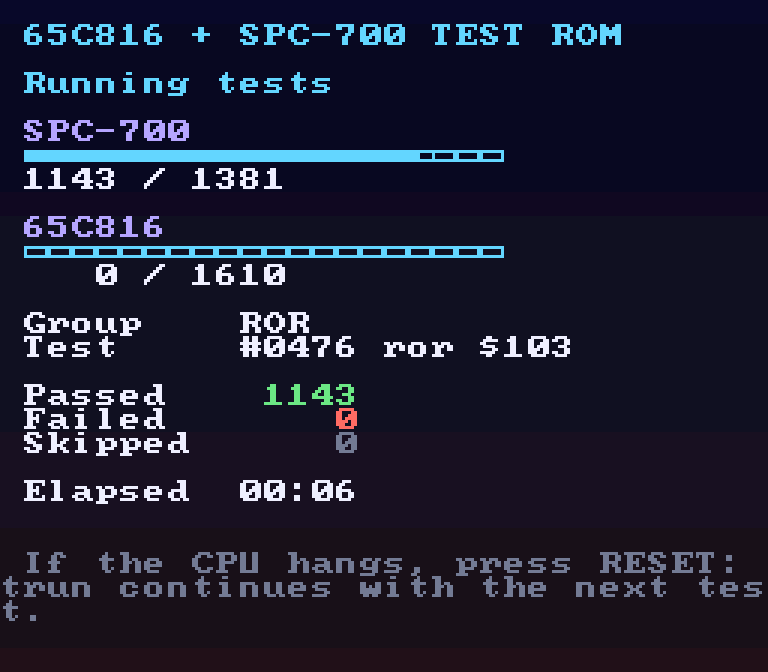 65C816 + SPC-700 TEST ROM
Running tests
SPC-700
1143 / 1381
65C816
0 / 1610
Group ROR
Test #0476 ror $103
Passed 1143
Failed 0
Skipped 0
Elapsed 00:06
If the CPU hangs, press RESET:
trun continues with the next tes
t.